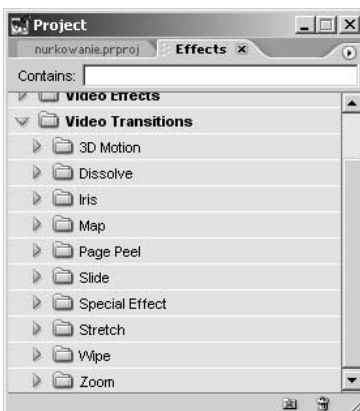 Project
nurkowanie.prproj Effects
Contains:
Video Effects
Video Transitions
3D Motion
Dissolve
Iris
Map
Page Peel
Slide
Special Effect
Stretch
Wipe
Zoom